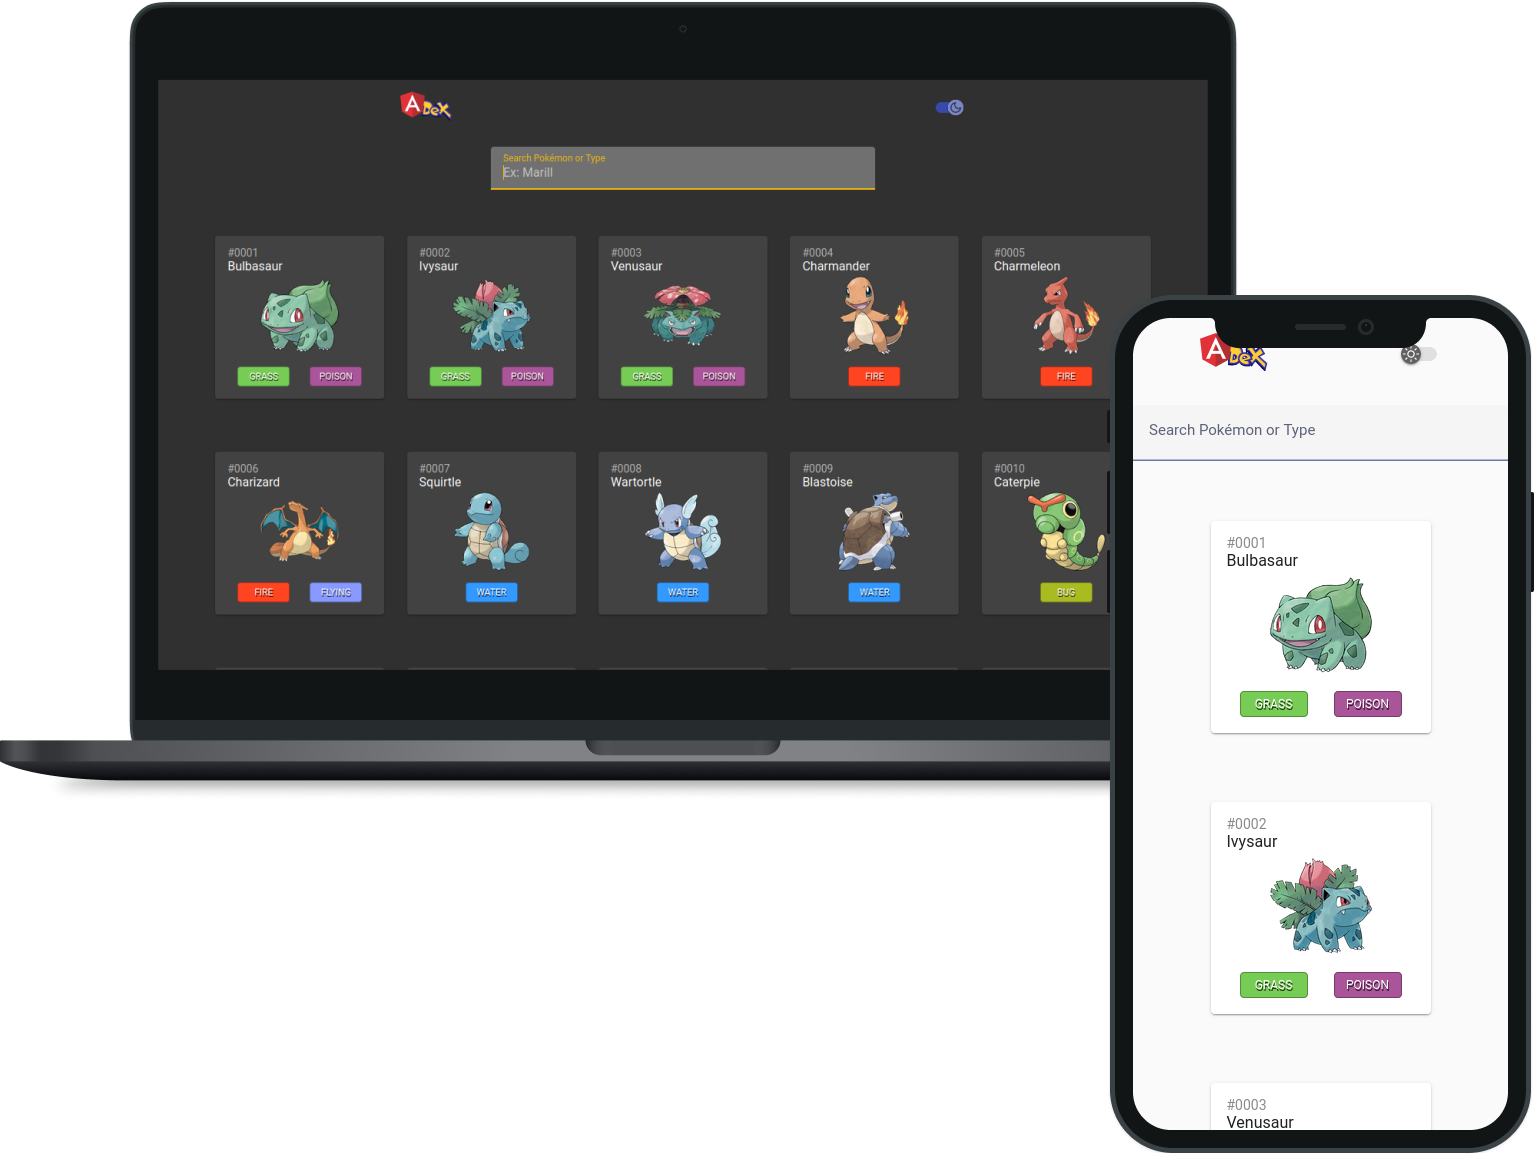 A DeX
Search Pokémon or Type
Ex: Marill
#0001
Bulbasaur
GRASS POISON
#0002
Ivysaur
GRASS POISON
#0003
Venusaur
GRASS POISON
#0004
Charmander
FIRE
#0005
Charmeleon
FIRE
#0006
Charizard
FIRE FLYING
#0007
Squirtle
WATER
#0008
Wartortle
WATER
#0009
Blastoise
WATER
#0010
Caterpie
BUG
A DeX
Search Pokémon or Type
#0001
Bulbasaur
GRASS POISON
#0002
Ivysaur
GRASS POISON
#0003
Venusaur